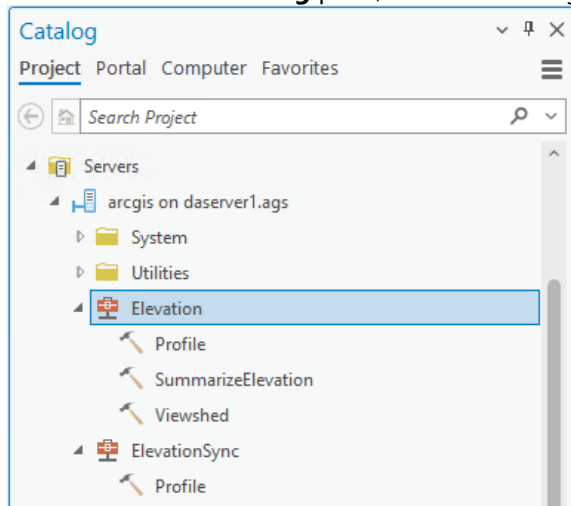 Catalog
Project Portal Computer Favorites
Search Project
Servers
arcgis on daserver1.ags
System
Utilities
Elevation
Profile
SummarizeElevation
Viewshed
ElevationSync
Profile